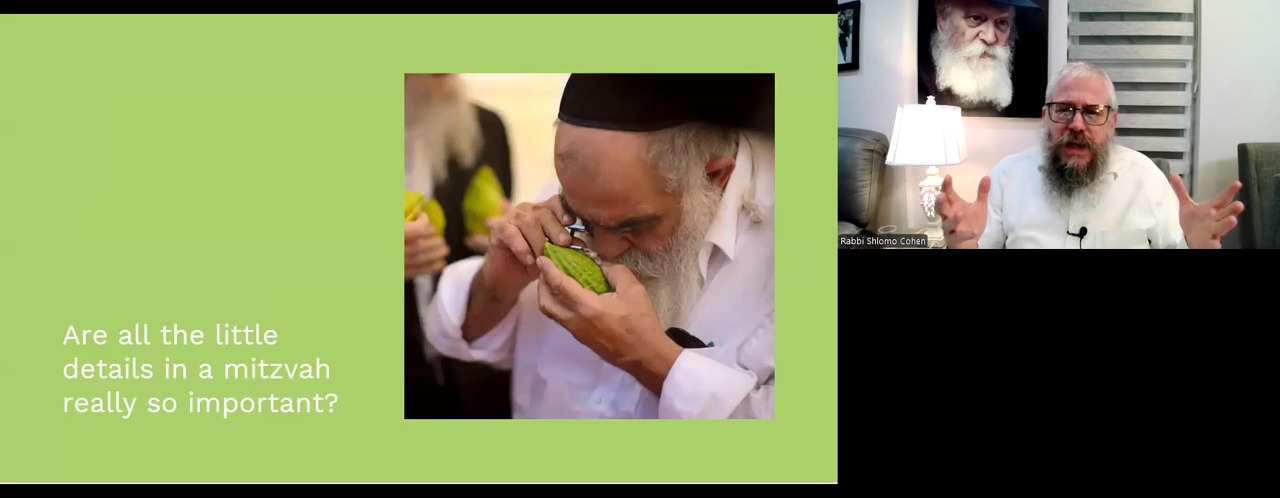 Are all the little
details in a mitzvah
really so important?
Rabbi Shlomo Cohen